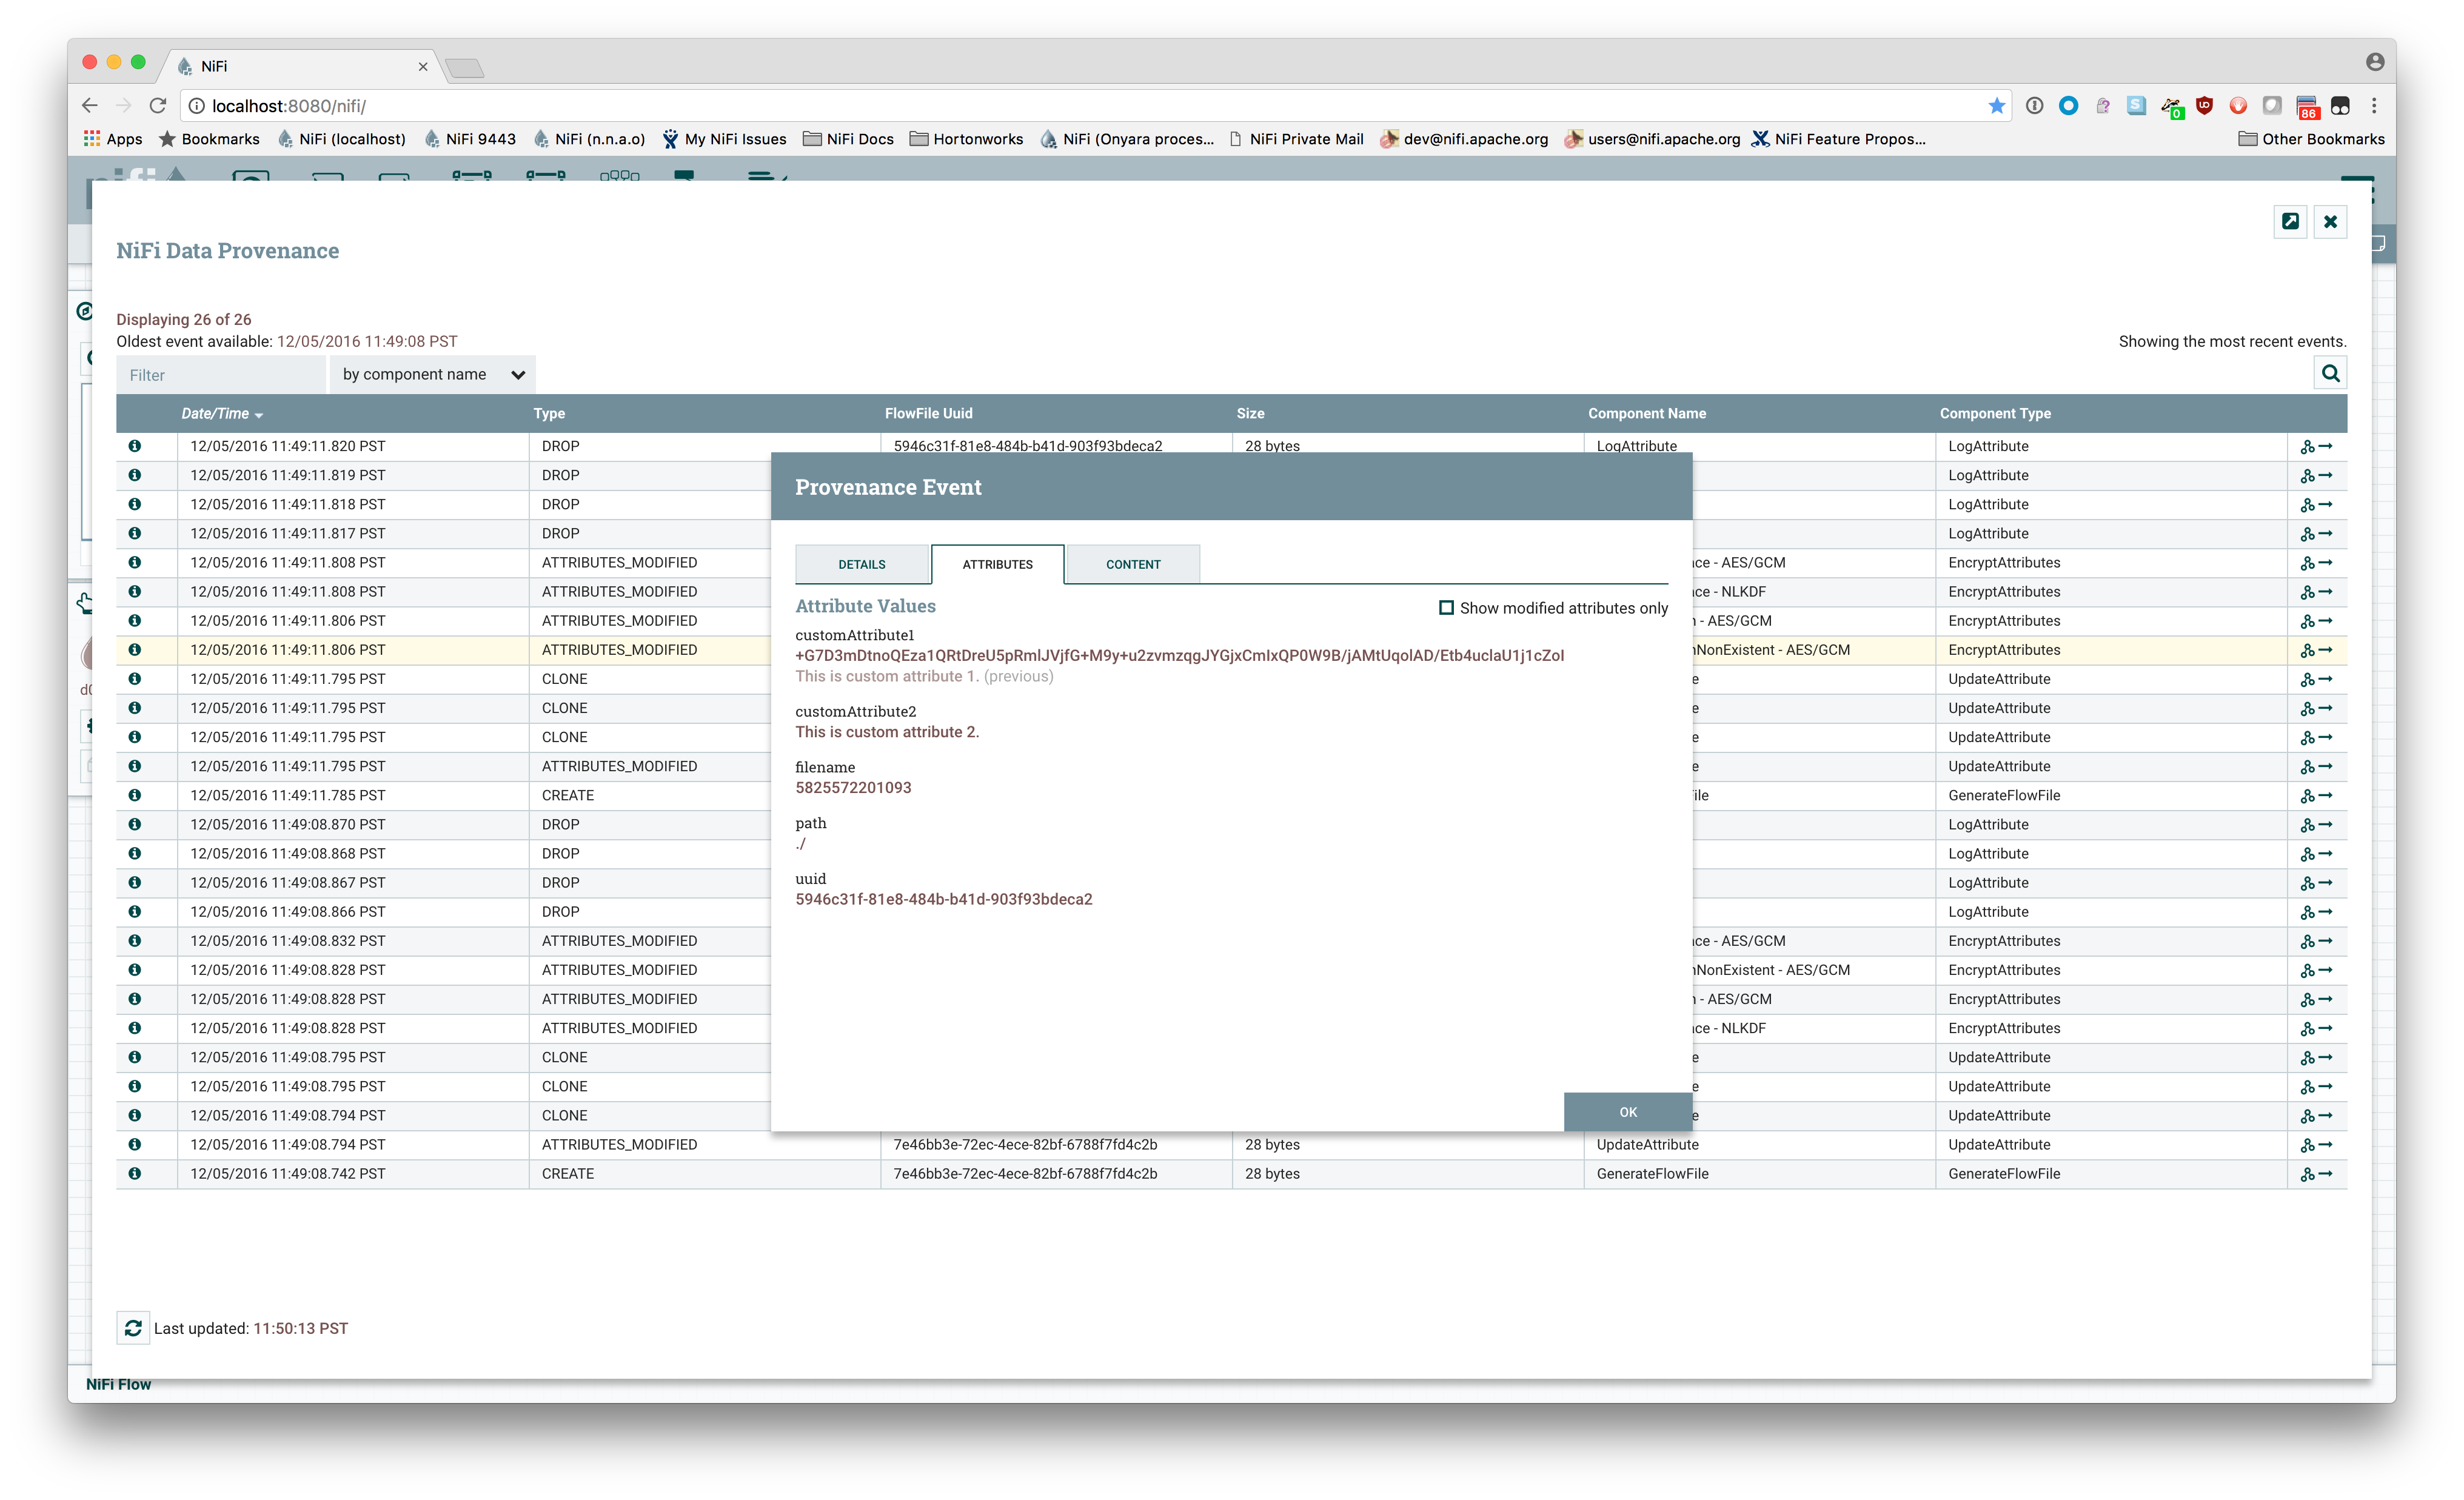 NiFi
localhost:8080/nifi/
0
86
Apps Bookmarks NiFi (localhost) NiFi 9443 NiFi (n.n.a.o) My NiFi Issues NiFi Docs Hortonworks NiFi (Onyara proces... NiFi Private Mail dev@nifi.apache.org users@nifi.apache.org NiFi Feature Propos... Other Bookmarks
NiFi Data Provenance
Displaying 26 of 26
Oldest event available: 12/05/2016 11:49:08 PST Showing the most recent events.
Filter by component name
Date/Time Type FlowFile Uuid Size Component Name Component Type
12/05/2016 11:49:11.820 PST DROP 5946c31f-81e8-484b-b41d-903f93bdeca2 28 bytes LogAttribute LogAttribute
12/05/2016 11:49:11.819 PST DROP LogAttribute
12/05/2016 11:49:11.818 PST DROP LogAttribute
12/05/2016 11:49:11.817 PST DROP LogAttribute
12/05/2016 11:49:11.808 PST ATTRIBUTES_MODIFIED ce - AES/GCM EncryptAttributes
12/05/2016 11:49:11.808 PST ATTRIBUTES_MODIFIED ce - NLKDF EncryptAttributes
12/05/2016 11:49:11.806 PST ATTRIBUTES_MODIFIED - AES/GCM EncryptAttributes
12/05/2016 11:49:11.806 PST ATTRIBUTES_MODIFIED NonExistent - AES/GCM EncryptAttributes
12/05/2016 11:49:11.795 PST CLONE e UpdateAttribute
12/05/2016 11:49:11.795 PST CLONE e UpdateAttribute
12/05/2016 11:49:11.795 PST CLONE e UpdateAttribute
12/05/2016 11:49:11.795 PST ATTRIBUTES_MODIFIED e UpdateAttribute
12/05/2016 11:49:11.785 PST CREATE ile GenerateFlowFile
12/05/2016 11:49:08.870 PST DROP LogAttribute
12/05/2016 11:49:08.868 PST DROP LogAttribute
12/05/2016 11:49:08.867 PST DROP LogAttribute
12/05/2016 11:49:08.866 PST DROP LogAttribute
12/05/2016 11:49:08.832 PST ATTRIBUTES_MODIFIED ce - AES/GCM EncryptAttributes
12/05/2016 11:49:08.828 PST ATTRIBUTES_MODIFIED NonExistent - AES/GCM EncryptAttributes
12/05/2016 11:49:08.828 PST ATTRIBUTES_MODIFIED - AES/GCM EncryptAttributes
12/05/2016 11:49:08.828 PST ATTRIBUTES_MODIFIED ce - NLKDF EncryptAttributes
12/05/2016 11:49:08.795 PST CLONE e UpdateAttribute
12/05/2016 11:49:08.795 PST CLONE e UpdateAttribute
12/05/2016 11:49:08.794 PST CLONE e UpdateAttribute
12/05/2016 11:49:08.794 PST ATTRIBUTES_MODIFIED 7e46bb3e-72ec-4ece-82bf-6788f7fd4c2b 28 bytes UpdateAttribute UpdateAttribute
12/05/2016 11:49:08.742 PST CREATE 7e46bb3e-72ec-4ece-82bf-6788f7fd4c2b 28 bytes GenerateFlowFile GenerateFlowFile
Provenance Event
DETAILS ATTRIBUTES CONTENT
Attribute Values Show modified attributes only
customAttribute1
+G7D3mDtnoQEza1QRtDreU5pRmlJVjfG+M9y+u2zvmzqgJYGjxCmIxQP0W9B/jAMtUqolAD/Etb4uclaU1j1cZoI
This is custom attribute 1. (previous)
customAttribute2
This is custom attribute 2.
filename
5825572201093
path
./
uuid
5946c31f-81e8-484b-b41d-903f93bdeca2
OK
Last updated: 11:50:13 PST
NiFi Flow